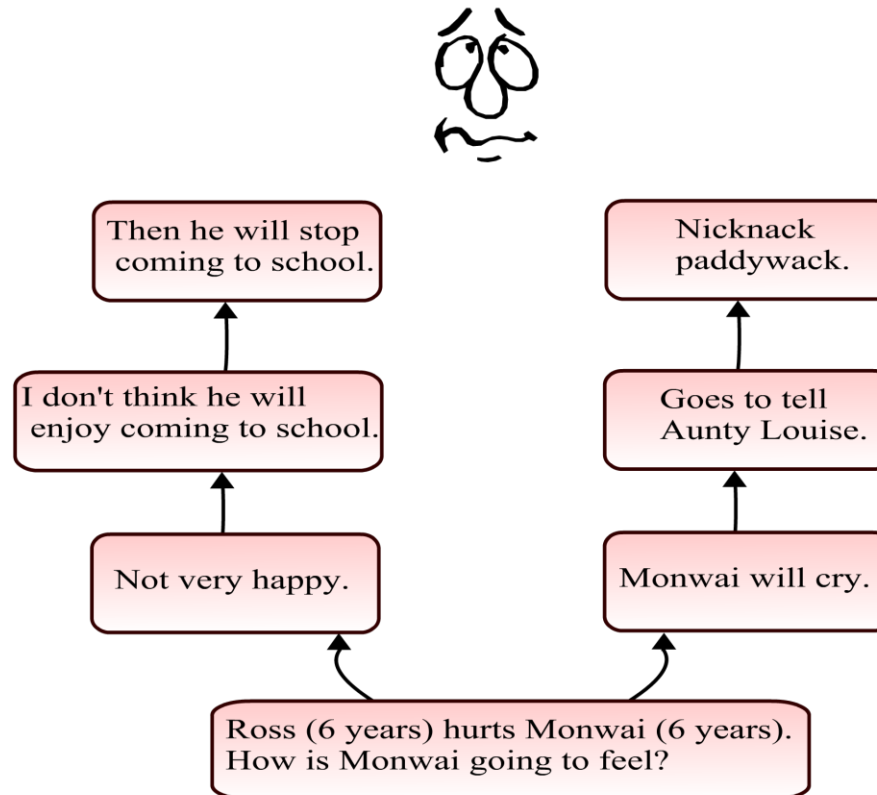 Then he will stop
coming to school.
Nicknack
paddywack.
I don't think he will
enjoy coming to school.
Goes to tell
Aunty Louise.
Not very happy.
Monwai will cry.
Ross (6 years) hurts Monwai (6 years).
How is Monwai going to feel?